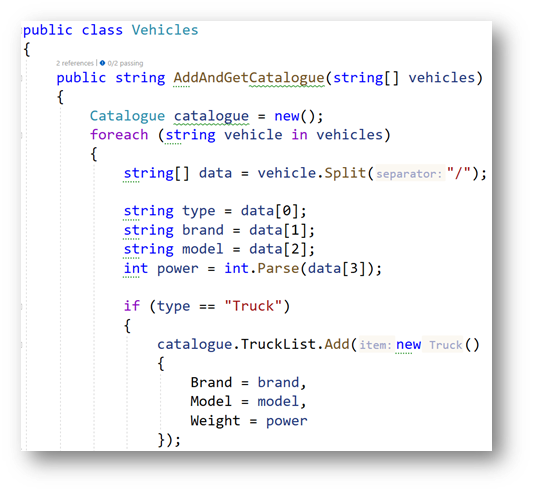 public class Vehicles
{
2 references | 0/2 passing
public string AddAndGetCatalogue(string[] vehicles)
{
Catalogue catalogue = new();
foreach (string vehicle in vehicles)
{
string[] data = vehicle.Split(separator: "/");
string type = data[0];
string brand = data[1];
string model = data[2];
int power = int.Parse(data[3]);
if (type == "Truck")
{
catalogue.TruckList.Add(item: new Truck()
{
Brand = brand,
Model = model,
Weight = power
});